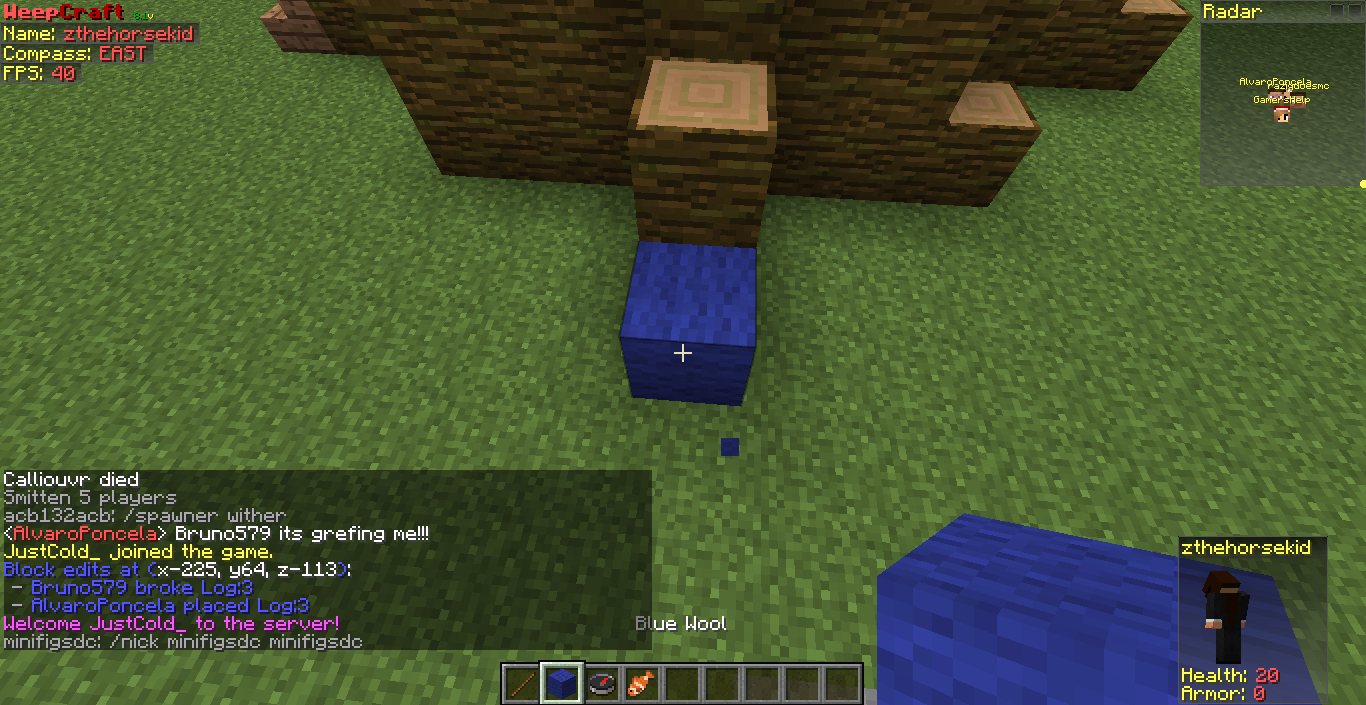 WeepCraft
Name: zthehorsekid
Compass: EAST
FPS: 40
Radar
AlvaroPoncela
GamersHelp
Calliouvr died
Smitten 5 players
acb132acb: /spawner wither
<AlvaroPoncela> Bruno579 its grefing me!!!
JustCold_ joined the game.
Block edits at (x-225, y64, z-113):
- Bruno579 broke Log:3
- AlvaroPoncela placed Log:3
Welcome JustCold_ to the server!
minifigsdc: /nick minifigsdc minifigsdc
Blue Wool
zthehorsekid
Health: 20
Armor: 0